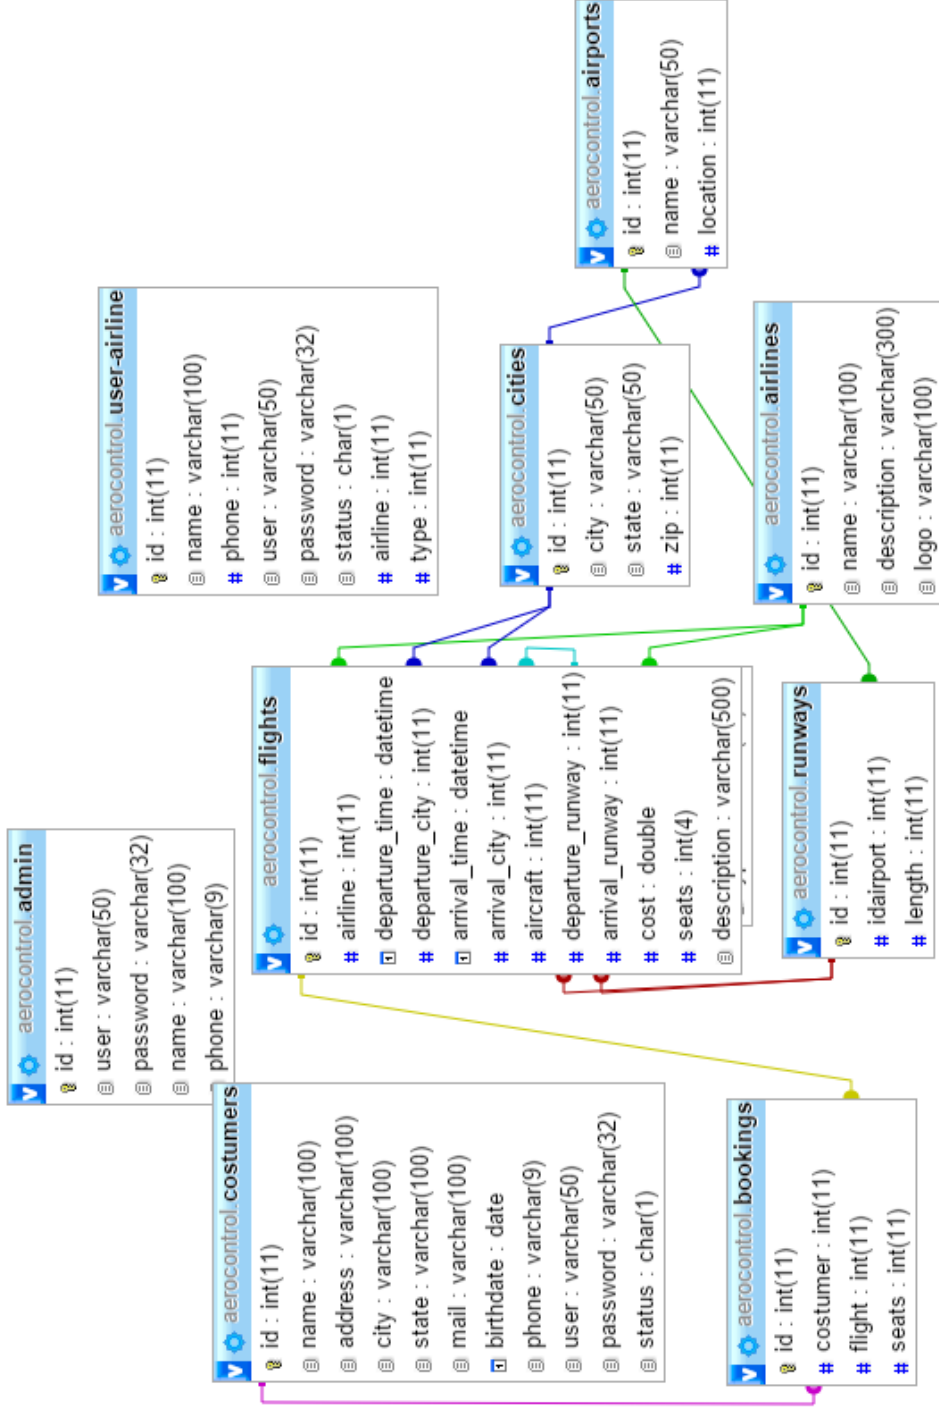 aerocontrol.admin
id : int(11)
user : varchar(50)
password : varchar(32)
name : varchar(100)
phone : varchar(9)
aerocontrol.user-airline
id : int(11)
name : varchar(100)
phone : int(11)
user : varchar(50)
password : varchar(32)
status : char(1)
airline : int(11)
type : int(11)
aerocontrol.costumers
id : int(11)
name : varchar(100)
address : varchar(100)
city : varchar(100)
state : varchar(100)
mail : varchar(100)
birthdate : date
phone : varchar(9)
user : varchar(50)
password : varchar(32)
status : char(1)
aerocontrol.flights
id : int(11)
airline : int(11)
departure_time : datetime
departure_city : int(11)
arrival_time : datetime
arrival_city : int(11)
aircraft : int(11)
departure_runway : int(11)
arrival_runway : int(11)
cost : double
seats : int(4)
description : varchar(500)
aerocontrol.cities
id : int(11)
city : varchar(50)
state : varchar(50)
zip : int(11)
aerocontrol.airports
id : int(11)
name : varchar(50)
location : int(11)
aerocontrol.bookings
id : int(11)
costumer : int(11)
flight : int(11)
seats : int(11)
aerocontrol.runways
id : int(11)
idairport : int(11)
length : int(11)
aerocontrol.airlines
id : int(11)
name : varchar(100)
description : varchar(300)
logo : varchar(100)